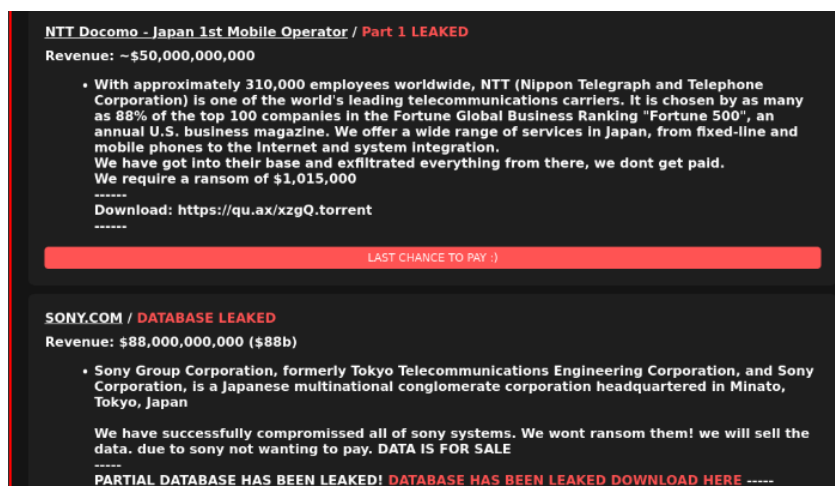 NTT Docomo - Japan 1st Mobile Operator / Part 1 LEAKED
Revenue: ~$50,000,000,000
• With approximately 310,000 employees worldwide, NTT (Nippon Telegraph and Telephone
Corporation) is one of the world's leading telecommunications carriers. It is chosen by as many
as 88% of the top 100 companies in the Fortune Global Business Ranking "Fortune 500", an
annual U.S. business magazine. We offer a wide range of services in Japan, from fixed-line and
mobile phones to the Internet and system integration.
We have got into their base and exfiltrated everything from there, we dont get paid.
We require a ransom of $1,015,000
------
Download: https://qu.ax/xzgQ.torrent
------
LAST CHANCE TO PAY :)
SONY.COM / DATABASE LEAKED
Revenue: $88,000,000,000 ($88b)
• Sony Group Corporation, formerly Tokyo Telecommunications Engineering Corporation, and Sony
Corporation, is a Japanese multinational conglomerate corporation headquartered in Minato,
Tokyo, Japan
We have successfully compromissed all of sony systems. We wont ransom them! we will sell the
data. due to sony not wanting to pay. DATA IS FOR SALE
-----
PARTIAL DATABASE HAS BEEN LEAKED! DATABASE HAS BEEN LEAKED DOWNLOAD HERE -----